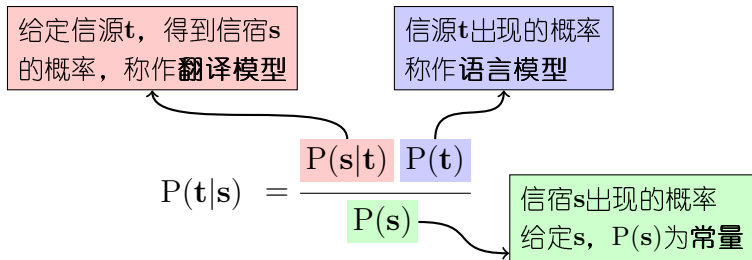 给定信源t，得到信宿s
的概率，称作翻译模型
信源t出现的概率
称作语言模型
P(s|t) P(t)
P(t|s) =
P(s)
信宿s出现的概率
给定s，P(s)为常量